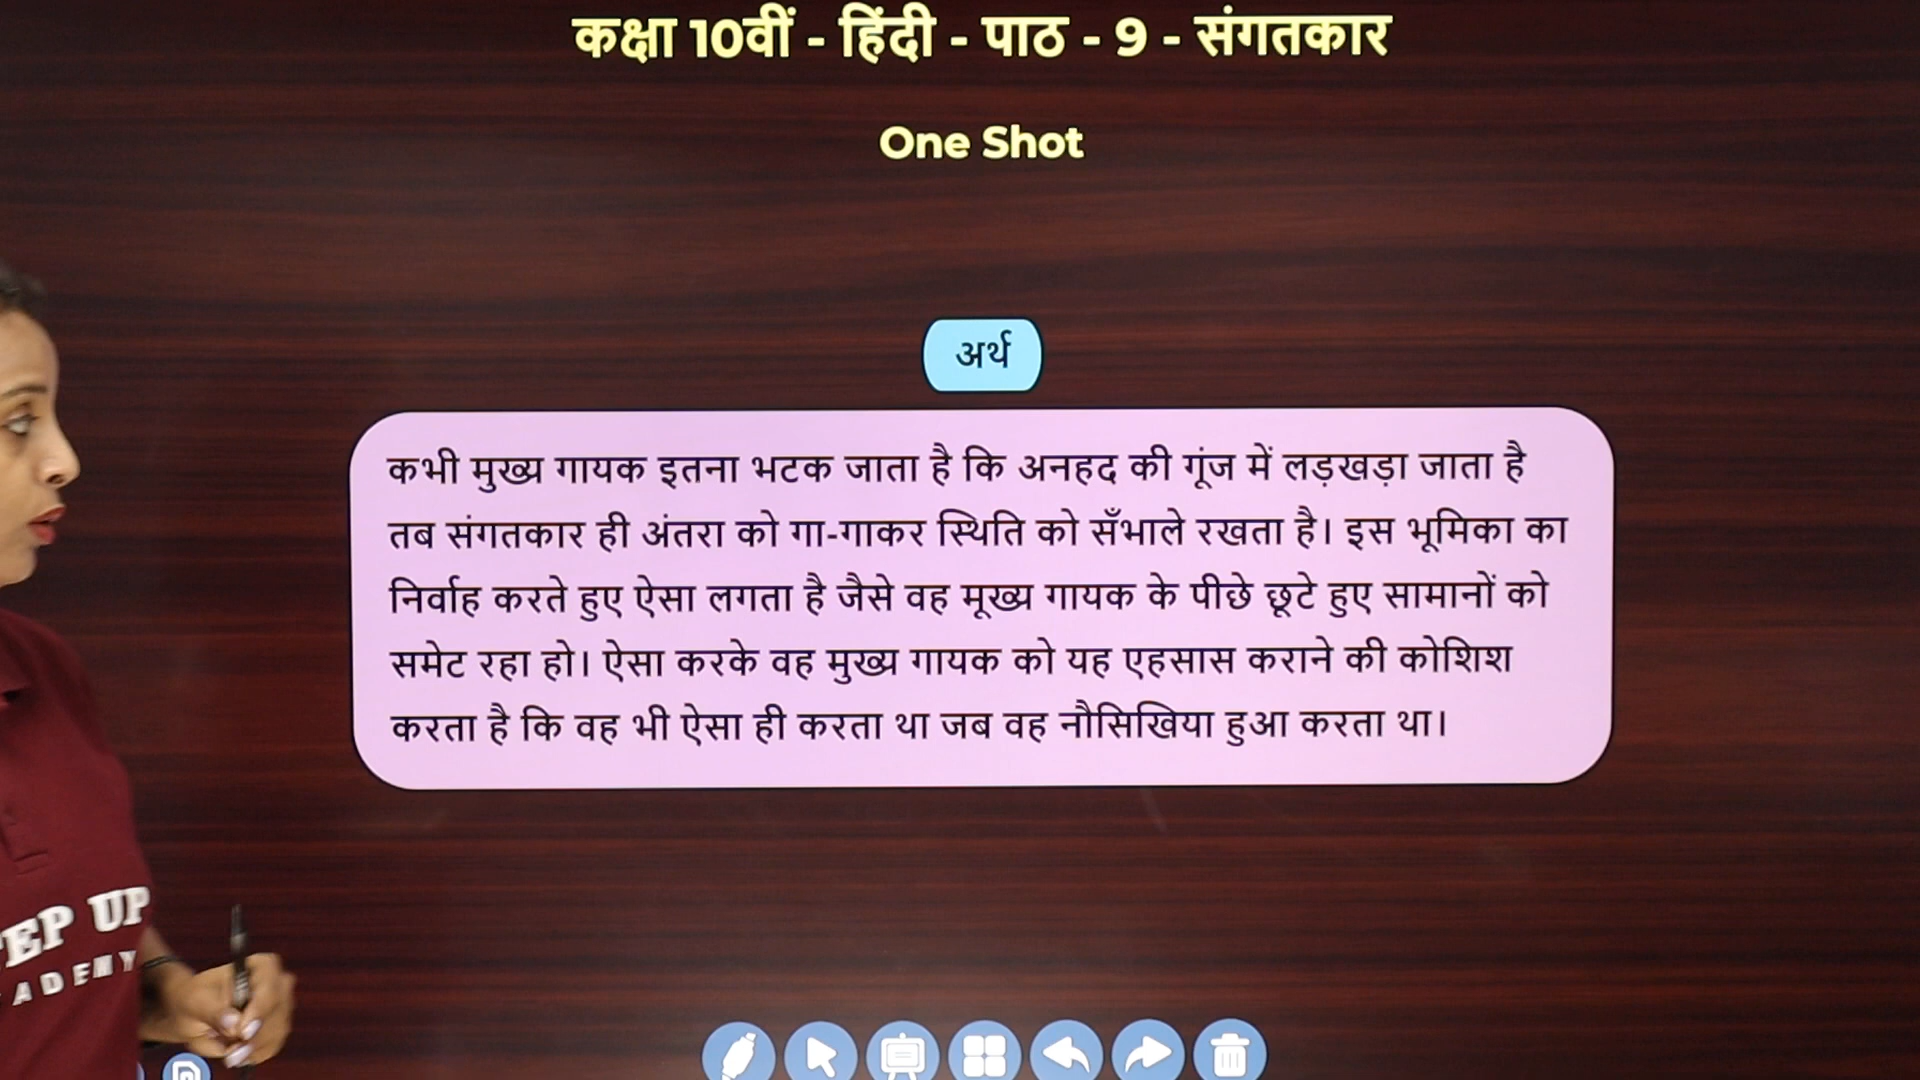 कक्षा 10वीं - हिंदी - पाठ - 9 - संगतकार
One Shot
अर्थ
कभी मुख्य गायक इतना भटक जाता है कि अनहद की गूंज में लड़खड़ा जाता है
तब संगतकार ही अंतरा को गा-गाकर स्थिति को सँभाले रखता है। इस भूमिका का
निर्वाह करते हुए ऐसा लगता है जैसे वह मूख्य गायक के पीछे छूटे हुए सामानों को
समेट रहा हो। ऐसा करके वह मुख्य गायक को यह एहसास कराने की कोशिश
करता है कि वह भी ऐसा ही करता था जब वह नौसिखिया हुआ करता था।
TEP UP
ADEMY